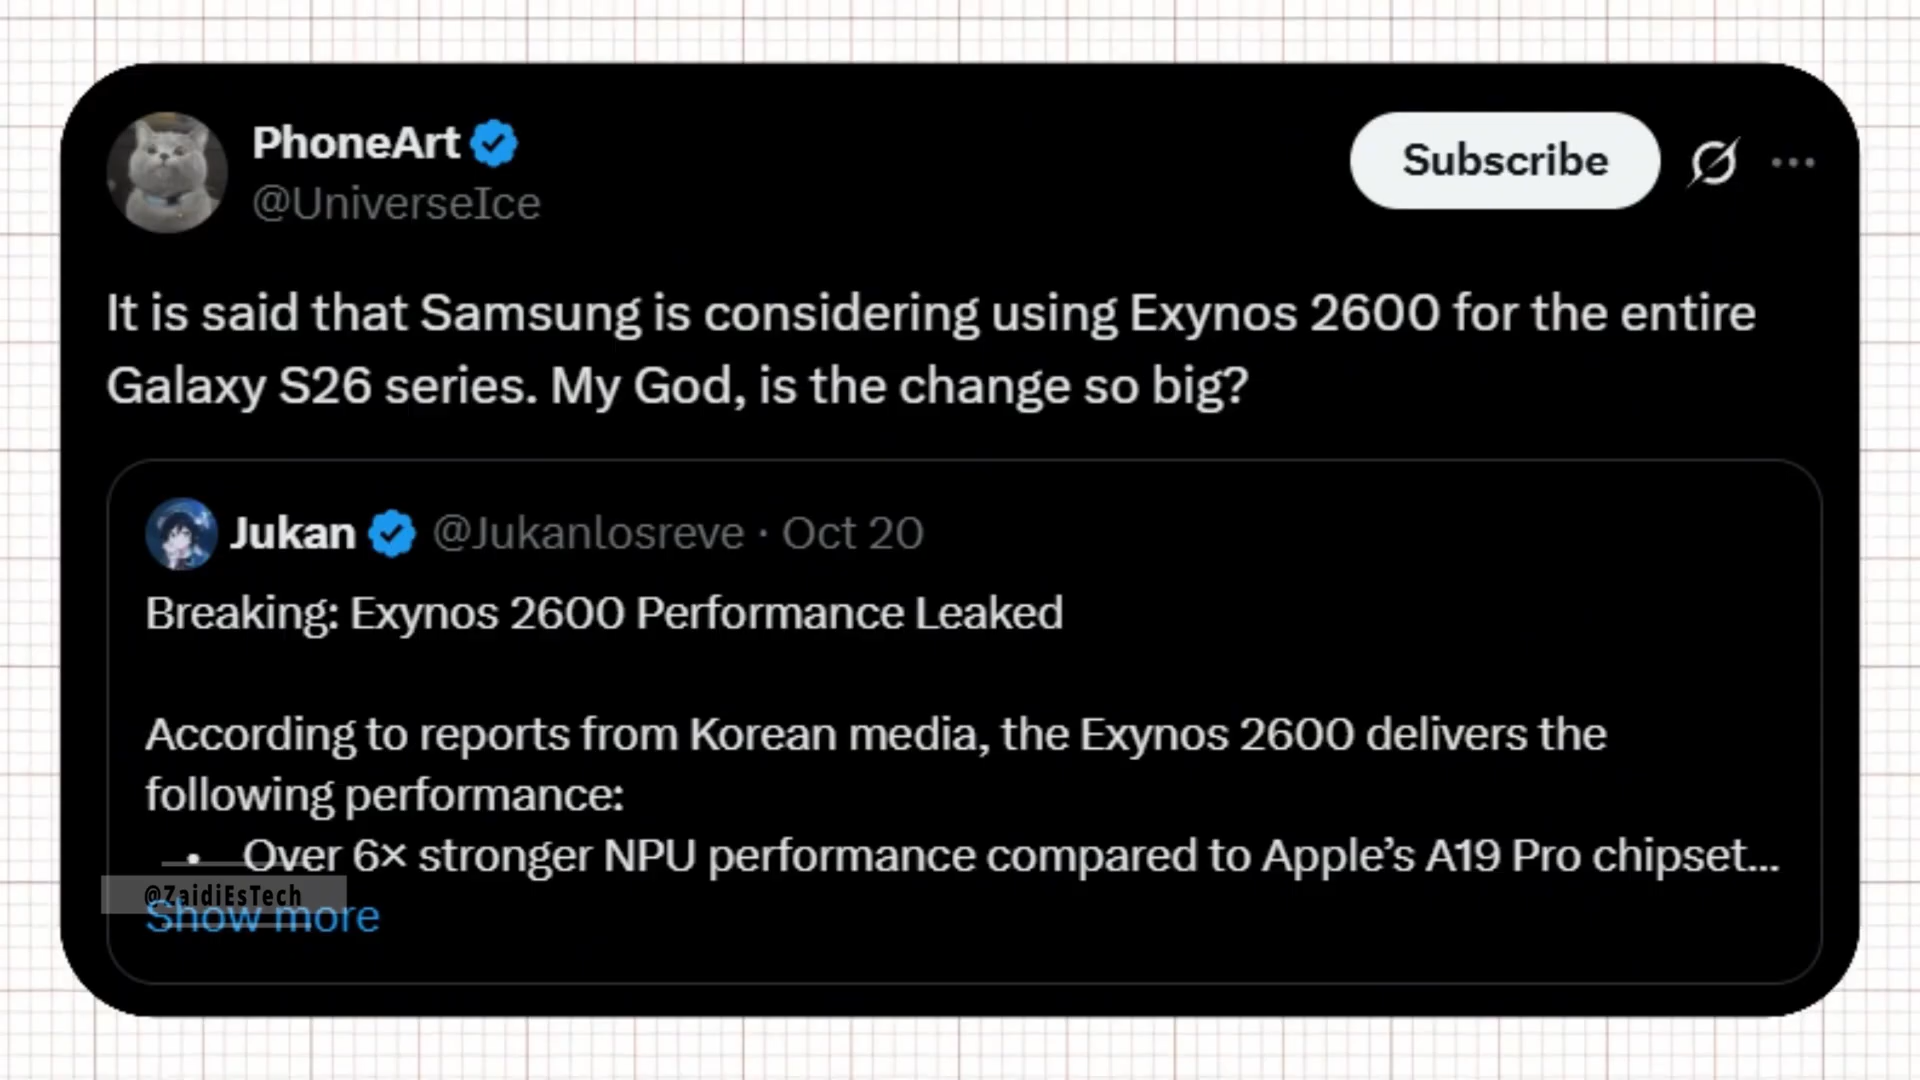 PhoneArt
@UniverseIce
Subscribe
It is said that Samsung is considering using Exynos 2600 for the entire
Galaxy S26 series. My God, is the change so big?
Jukan @Jukanlosreve · Oct 20
Breaking: Exynos 2600 Performance Leaked
According to reports from Korean media, the Exynos 2600 delivers the
following performance:
• Over 6× stronger NPU performance compared to Apple’s A19 Pro chipset...
@ZaidiEsTech
Show more